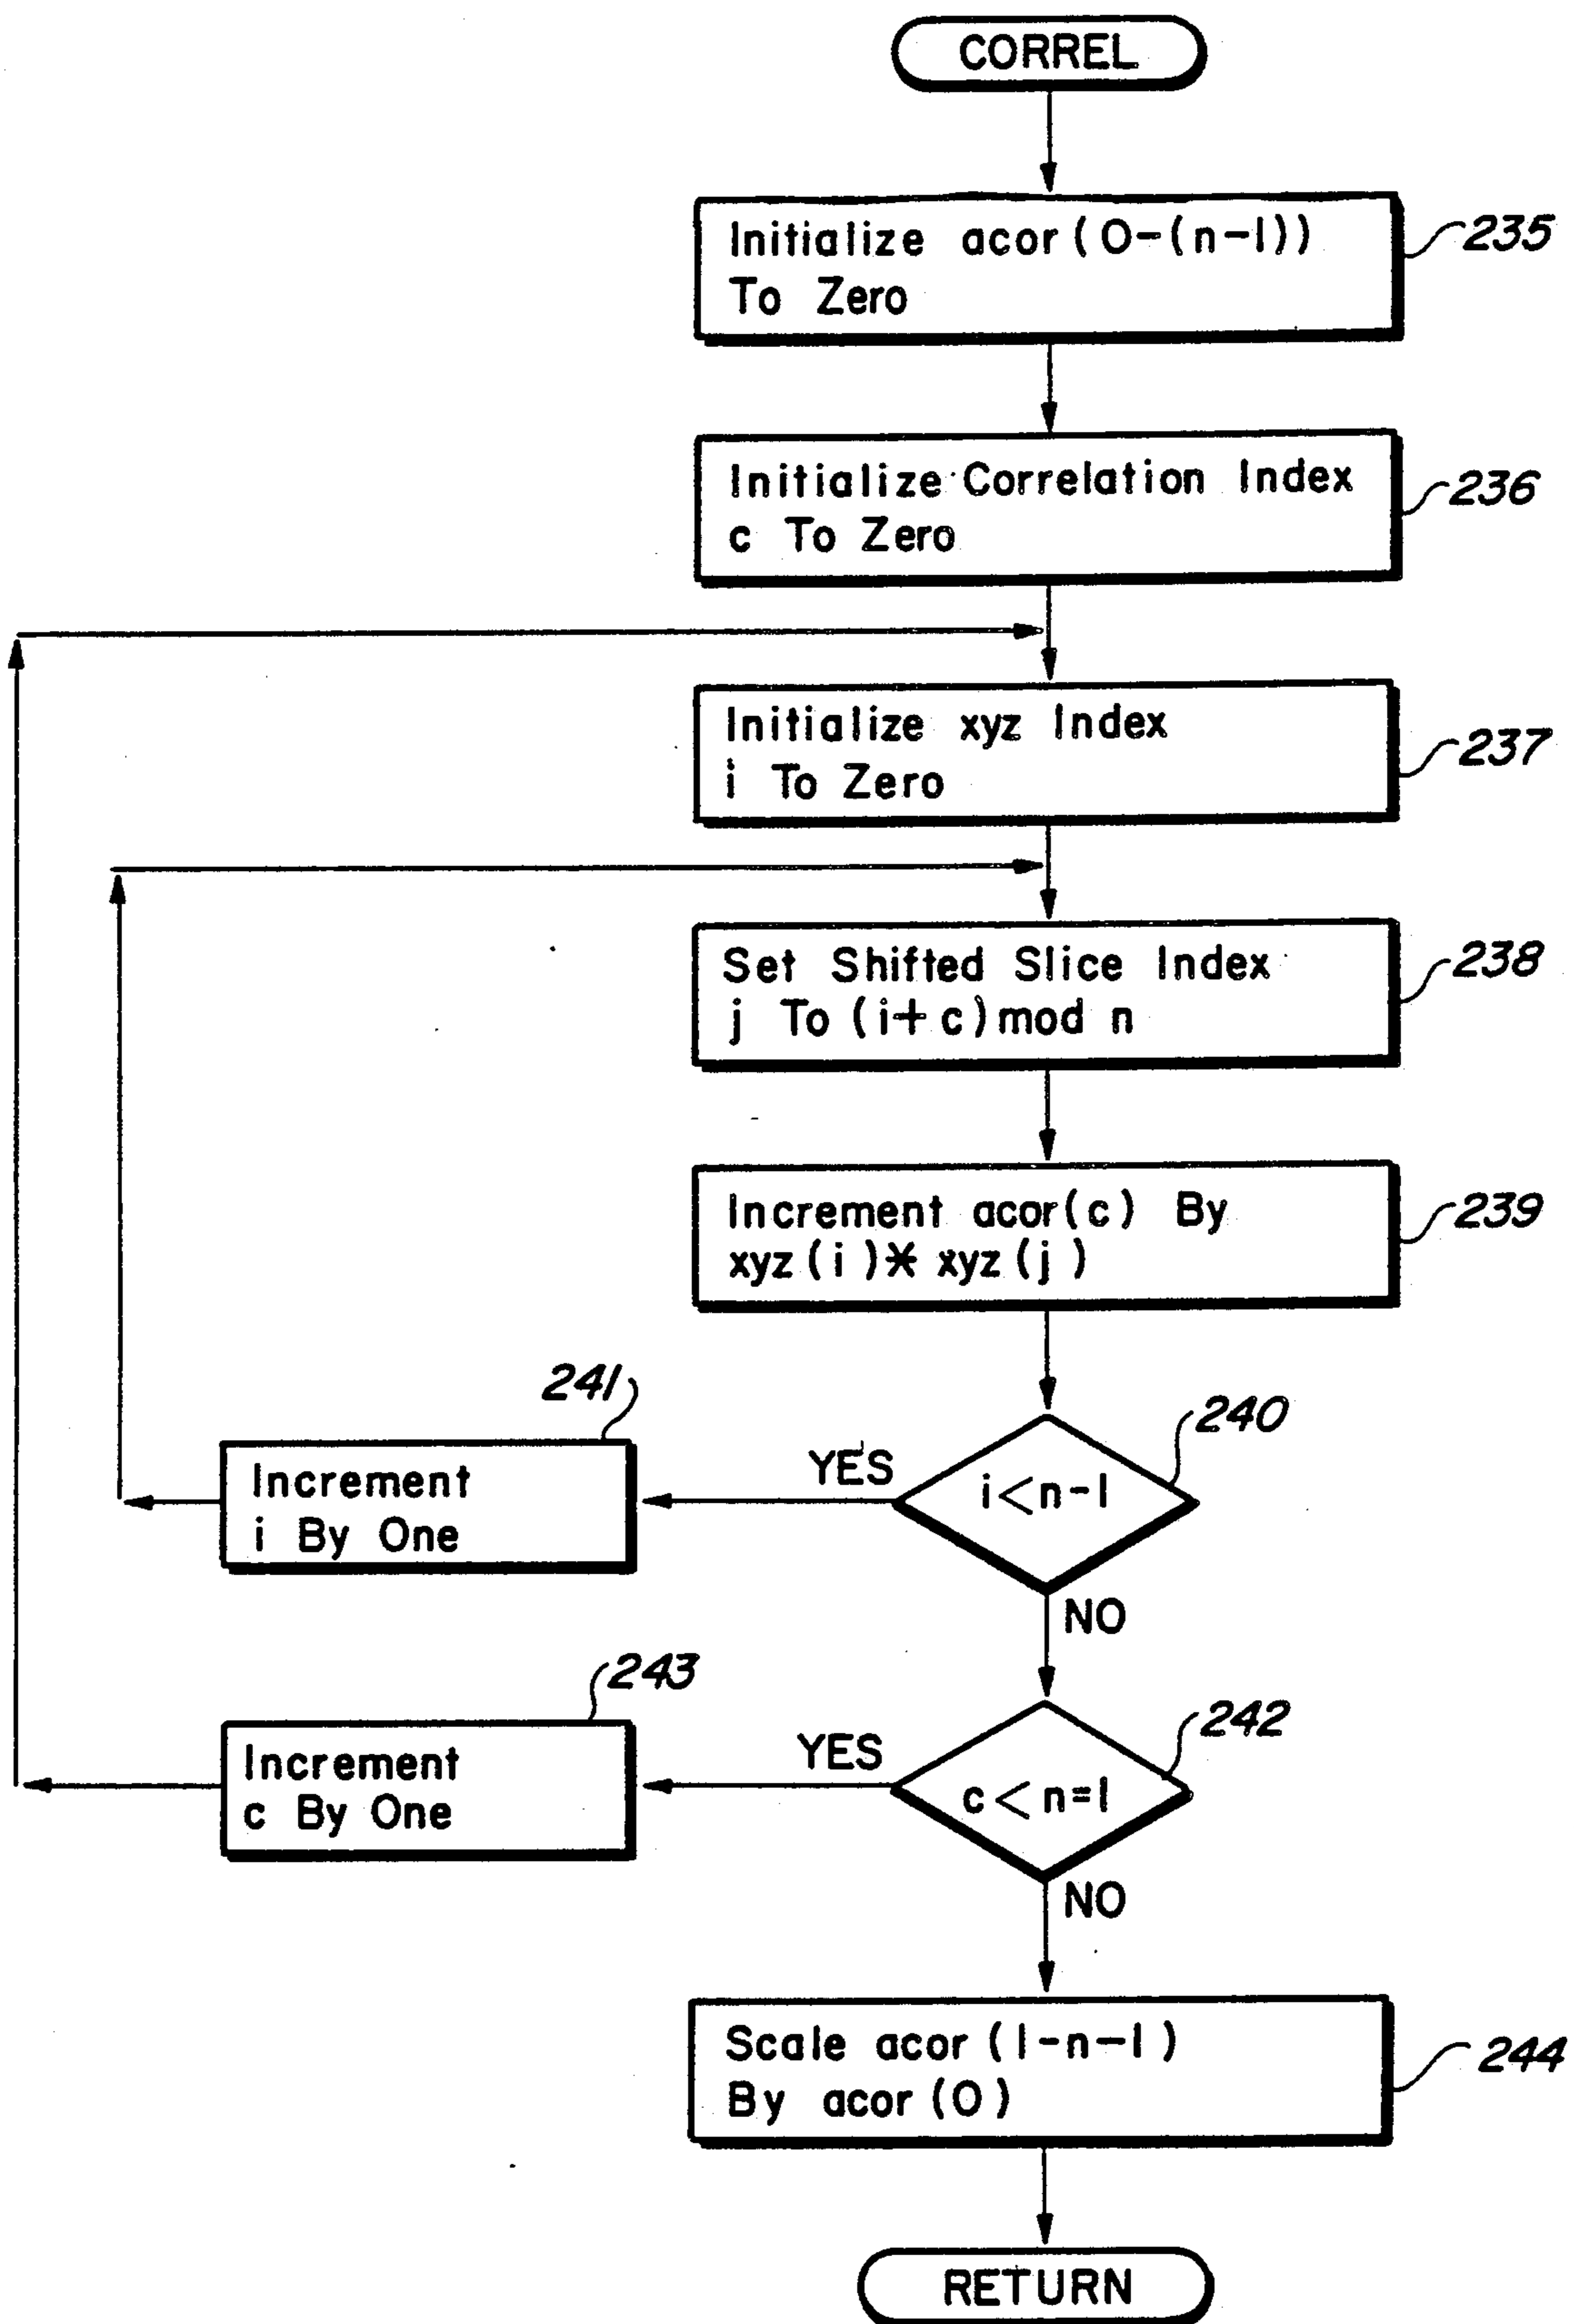 CORREL
Initialize acor(0-(n-1))
To Zero
235
Initialize Correlation Index
c To Zero
236
Initialize xyz Index
i To Zero
237
Set Shifted Slice Index
j To (i+c)mod n
238
Increment acor(c) By
xyz(i)* xyz(j)
239
240
i<n-1
YES
NO
241
Increment
i By One
242
c<n=1
YES
NO
243
Increment
c By One
Scale acor(1-n-1)
By acor(0)
244
RETURN